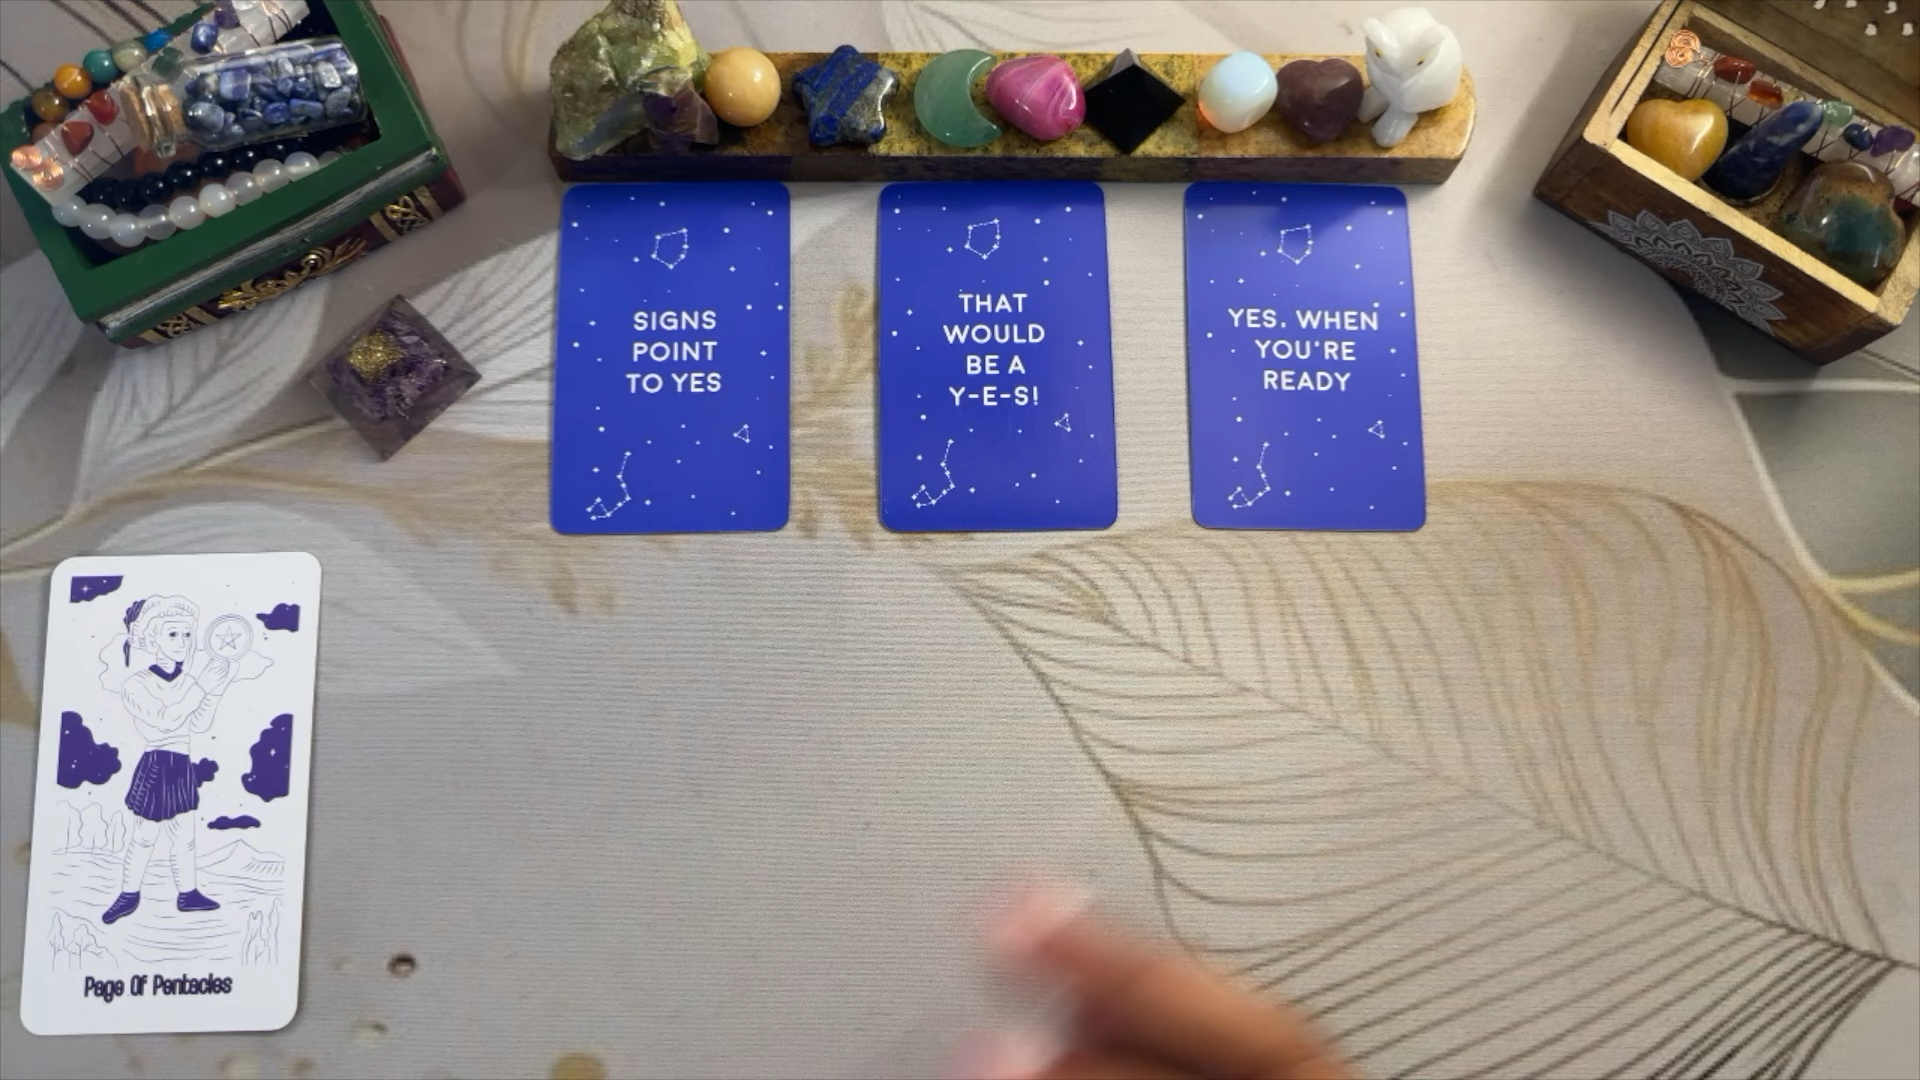 SIGNS
POINT
TO YES
THAT
WOULD
BE A
Y-E-S!
YES, WHEN
YOU'RE
READY
Page Of Pentacles